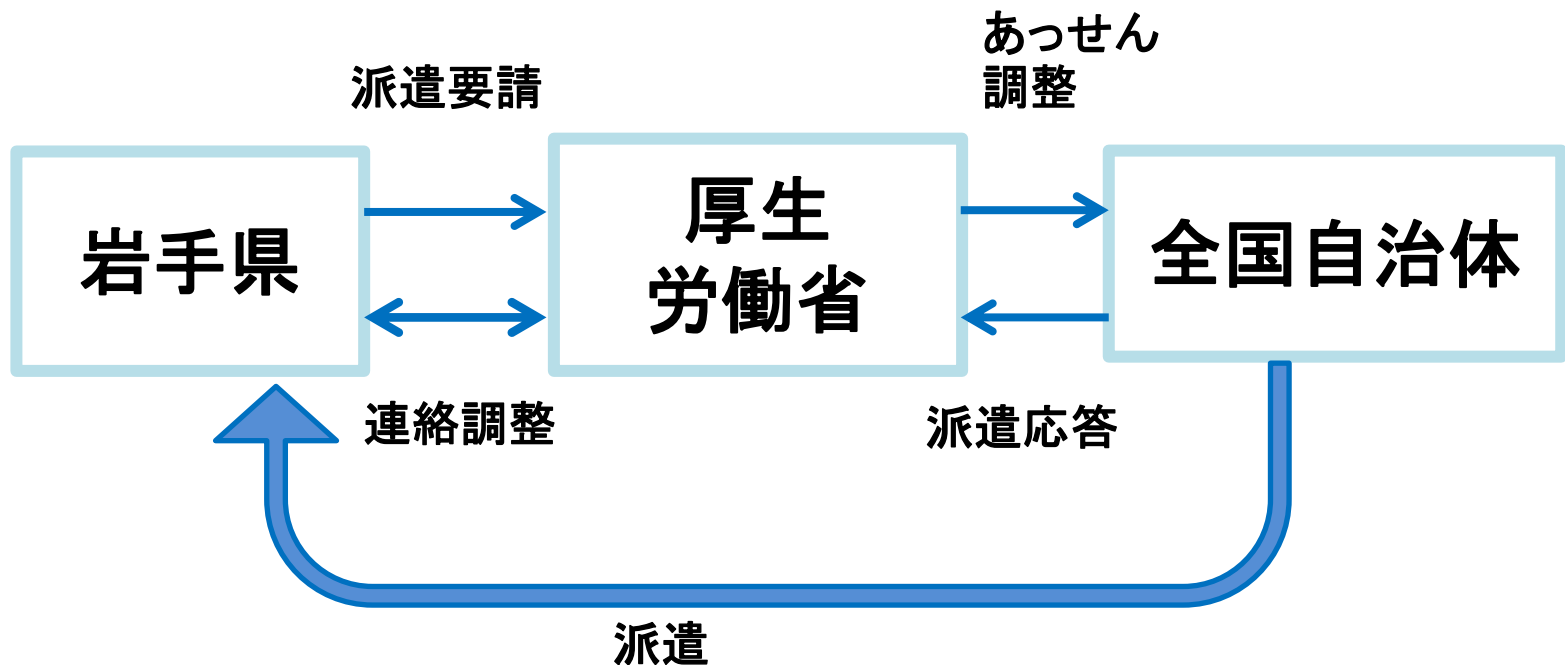 あっせん
調整
派遣要請
岩手県
厚生
労働省
全国自治体
連絡調整
派遣応答
派遣